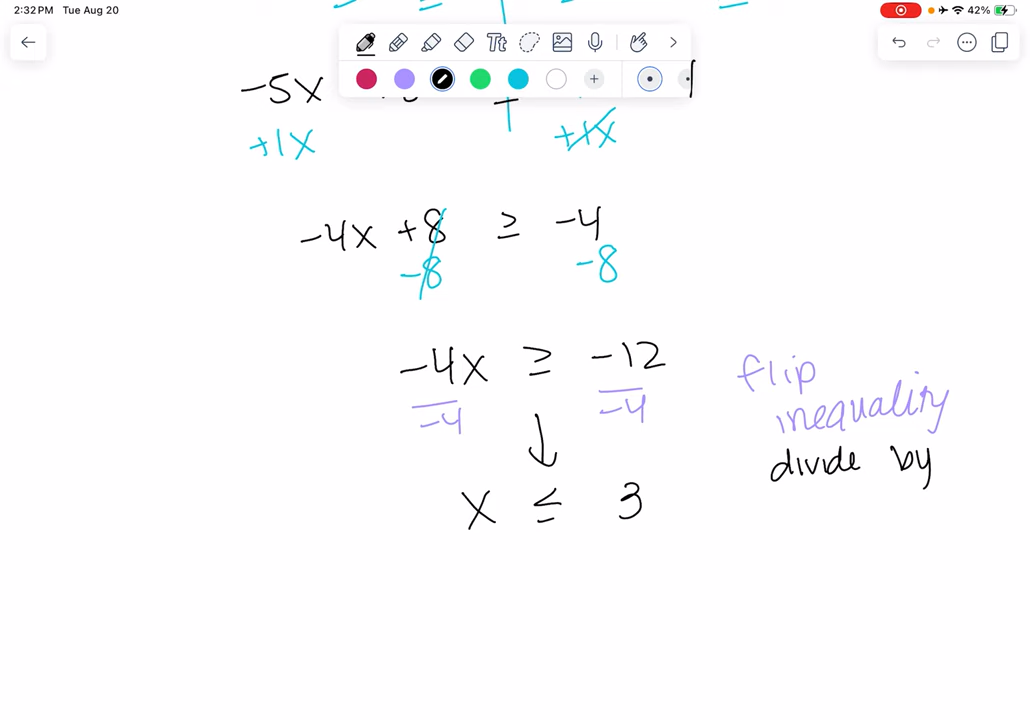 2:32 PM Tue Aug 20
42%
Tt
-5x
+1x +1x
-4x +8 ≥ -4
-8 -8
-4x ≥ -12
-4 -4
flip
inequality
divide by
x ≤ 3